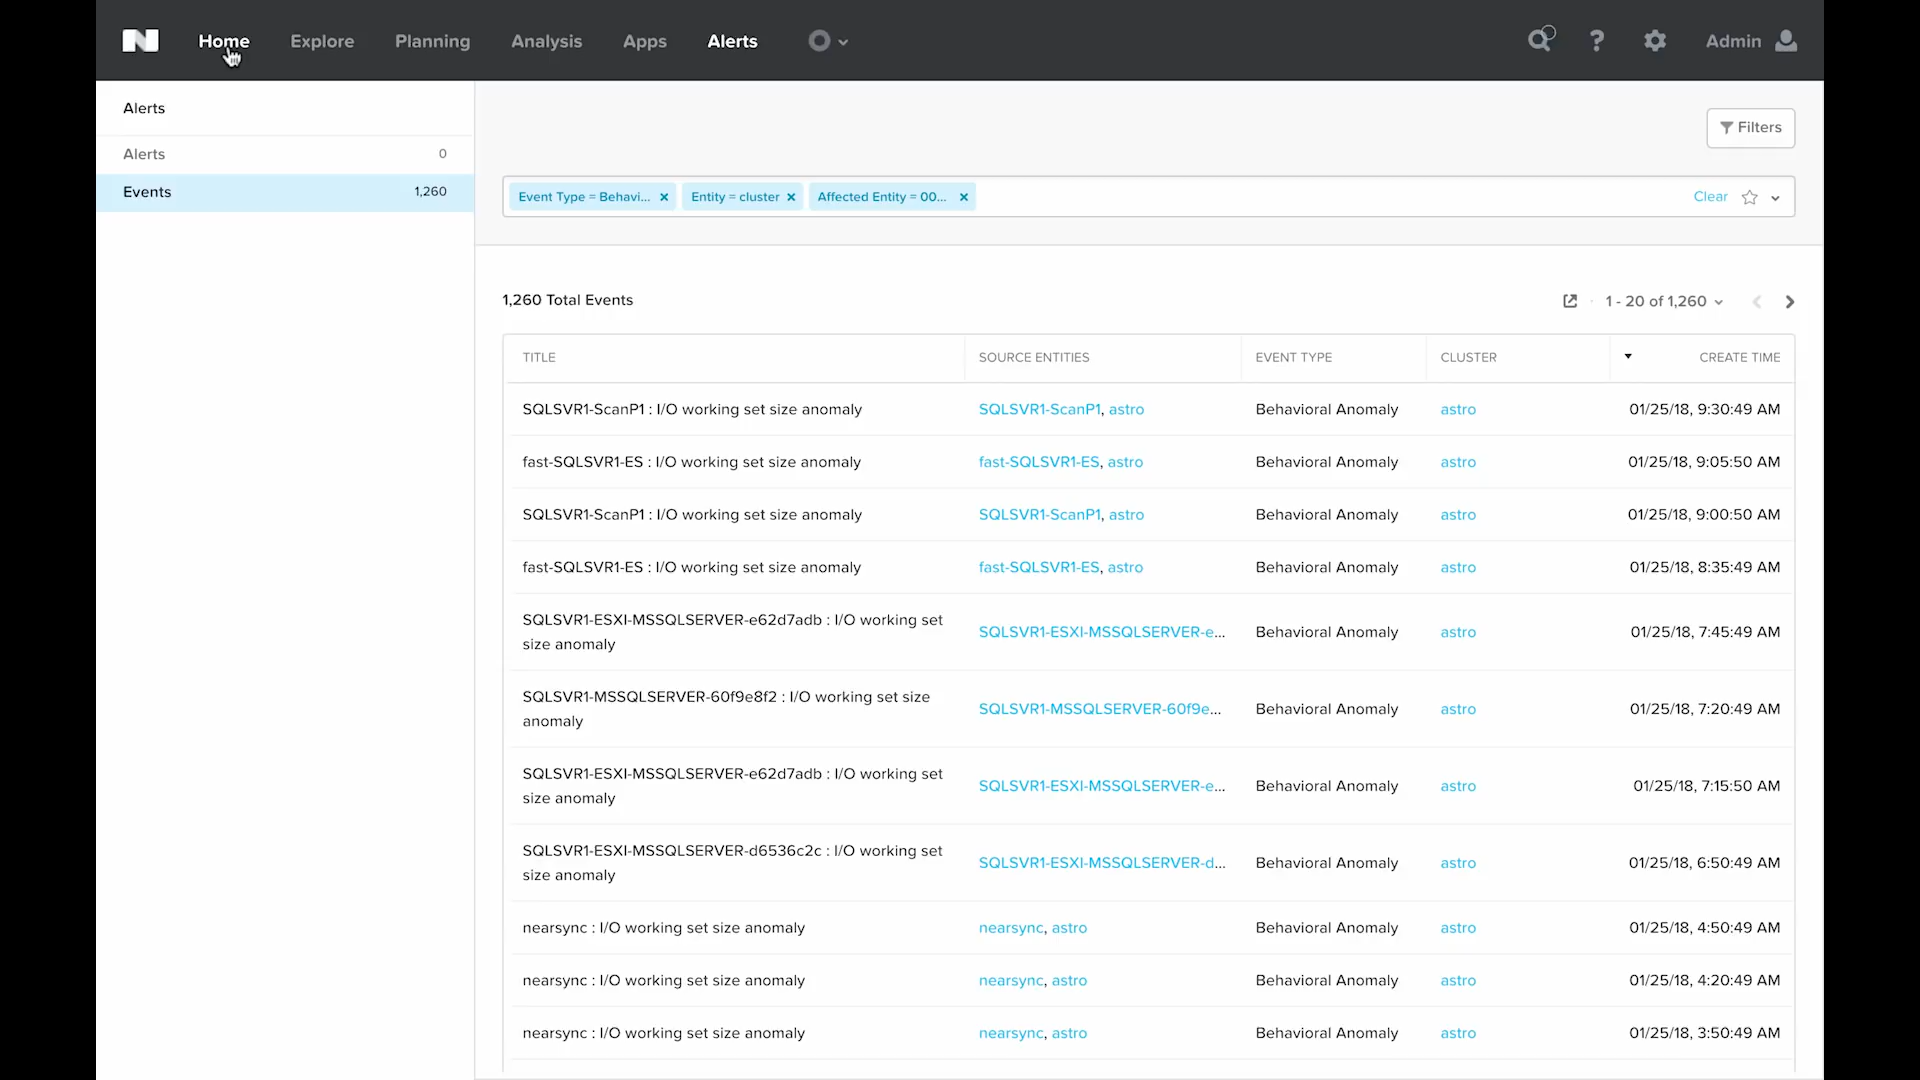 Home Explore Planning Analysis Apps Alerts Admin
Alerts
Alerts 0
Events 1,260
Filters
Event Type = Behavi... Entity = cluster Affected Entity = 00... Clear
1,260 Total Events 1 - 20 of 1,260
TITLE SOURCE ENTITIES EVENT TYPE CLUSTER CREATE TIME
SQLSVR1-ScanP1 : I/O working set size anomaly SQLSVR1-ScanP1, astro Behavioral Anomaly astro 01/25/18, 9:30:49 AM
fast-SQLSVR1-ES : I/O working set size anomaly fast-SQLSVR1-ES, astro Behavioral Anomaly astro 01/25/18, 9:05:50 AM
SQLSVR1-ScanP1 : I/O working set size anomaly SQLSVR1-ScanP1, astro Behavioral Anomaly astro 01/25/18, 9:00:50 AM
fast-SQLSVR1-ES : I/O working set size anomaly fast-SQLSVR1-ES, astro Behavioral Anomaly astro 01/25/18, 8:35:49 AM
SQLSVR1-ESXI-MSSQLSERVER-e62d7adb : I/O working set
size anomaly SQLSVR1-ESXI-MSSQLSERVER-e... Behavioral Anomaly astro 01/25/18, 7:45:49 AM
SQLSVR1-MSSQLSERVER-60f9e8f2 : I/O working set size
anomaly SQLSVR1-MSSQLSERVER-60f9e... Behavioral Anomaly astro 01/25/18, 7:20:49 AM
SQLSVR1-ESXI-MSSQLSERVER-e62d7adb : I/O working set
size anomaly SQLSVR1-ESXI-MSSQLSERVER-e... Behavioral Anomaly astro 01/25/18, 7:15:50 AM
SQLSVR1-ESXI-MSSQLSERVER-d6536c2c : I/O working set
size anomaly SQLSVR1-ESXI-MSSQLSERVER-d... Behavioral Anomaly astro 01/25/18, 6:50:49 AM
nearsync : I/O working set size anomaly nearsync, astro Behavioral Anomaly astro 01/25/18, 4:50:49 AM
nearsync : I/O working set size anomaly nearsync, astro Behavioral Anomaly astro 01/25/18, 4:20:49 AM
nearsync : I/O working set size anomaly nearsync, astro Behavioral Anomaly astro 01/25/18, 3:50:49 AM